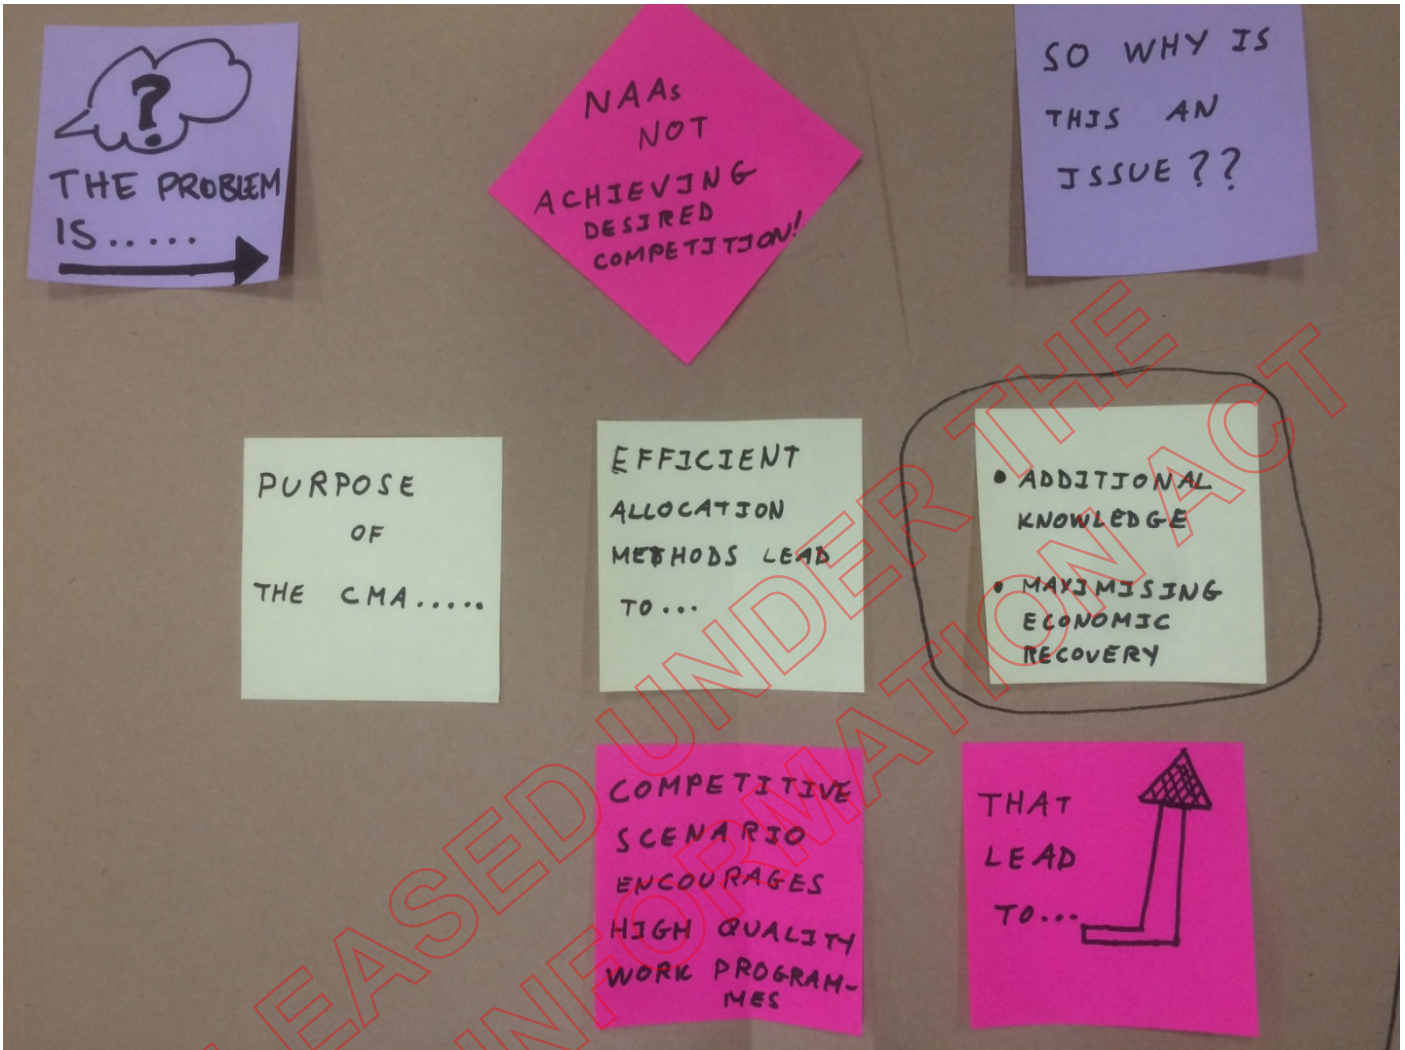 ?
THE PROBLEM
IS.....
NAAs
NOT
ACHIEVING
DESIRED
COMPETITION!
SO WHY IS
THIS AN
ISSUE??
PURPOSE
OF
THE CMA.....
EFFICIENT
ALLOCATION
METHODS LEAD
TO...
• ADDITIONAL
KNOWLEDGE
• MAXIMISING
ECONOMIC
RECOVERY
COMPETITIVE
SCENARIO
ENCOURAGES
HIGH QUALITY
WORK PROGRAM-
MES
THAT
LEAD
TO...
EASED UNDER THE
INFORMATION ACT